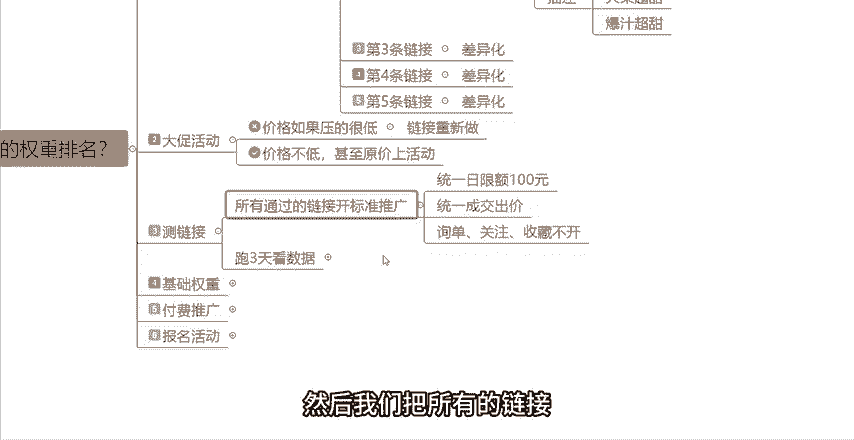 爆汁超甜
第3条链接 差异化
第4条链接 差异化
第5条链接 差异化
的权重排名？
大促活动
价格如果压的很低 链接重新做
价格不低，甚至原价上活动
测链接
所有通过的链接开标准推广
统一日限额100元
统一成交出价
询单、关注、收藏不开
跑3天看数据
基础权重
付费推广
报名活动
然后我们把所有的链接